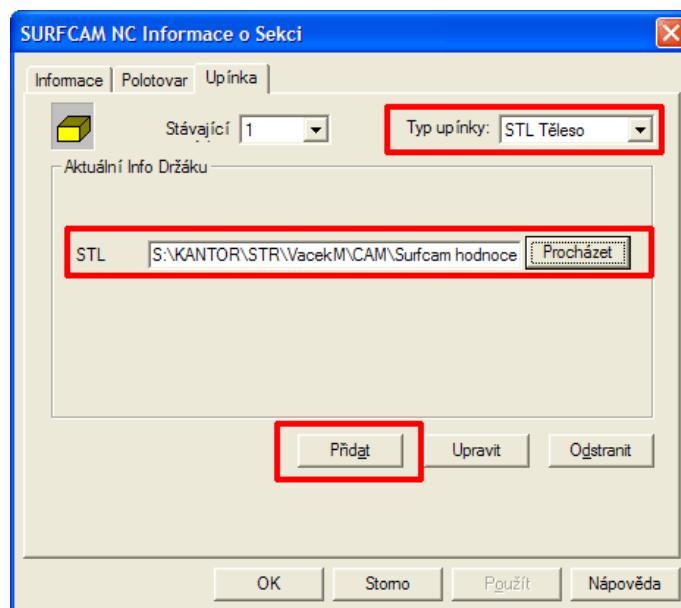 SURFCAM NC Informace o Sekci
Informace Polotovar Upínka
Stávající 1 Typ upínky: STL Těleso
Aktuální Info Držáku
STL S:\KANTOR\STR\VacekM\CAM\Surfcam hodnoce Procházet
Přidat Upravit Odstranit
OK Storno Použít Nápověda